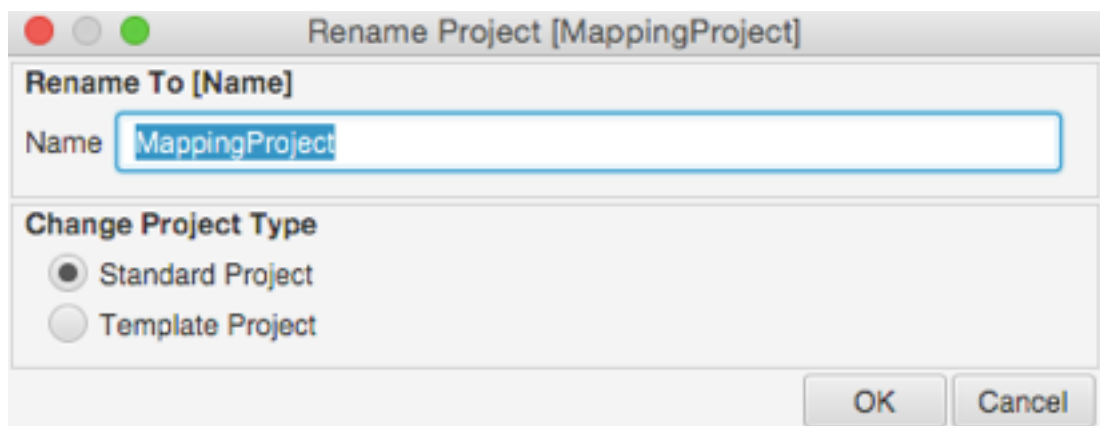 Rename Project [MappingProject]
Rename To [Name]
Name MappingProject
Change Project Type
Standard Project
Template Project
OK Cancel